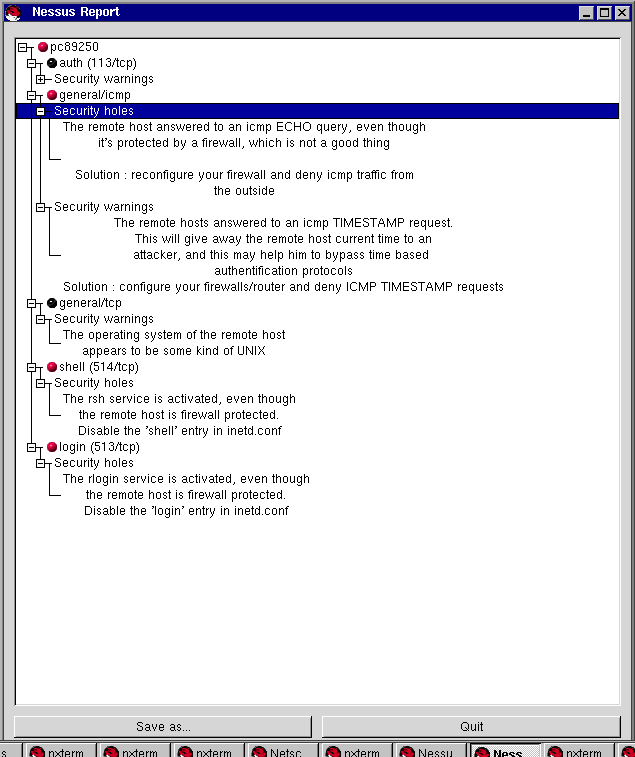 Nessus Report
pc89250
auth (113/tcp)
Security warnings
general/icmp
Security holes
The remote host answered to an icmp ECHO query, even though
it's protected by a firewall, which is not a good thing
Solution : reconfigure your firewall and deny icmp traffic from
the outside
Security warnings
The remote hosts answered to an icmp TIMESTAMP request.
This will give away the remote host current time to an
attacker, and this may help him to bypass time based
authentification protocols
Solution : configure your firewalls/router and deny ICMP TIMESTAMP requests
general/tcp
Security warnings
The operating system of the remote host
appears to be some kind of UNIX
shell (514/tcp)
Security holes
The rsh service is activated, even though
the remote host is firewall protected.
Disable the 'shell' entry in inetd.conf
login (513/tcp)
Security holes
The rlogin service is activated, even though
the remote host is firewall protected.
Disable the 'login' entry in inetd.conf
Save as... Quit
s nxterm nxterm nxterm Netsc nxterm Nessu Ness nxterm